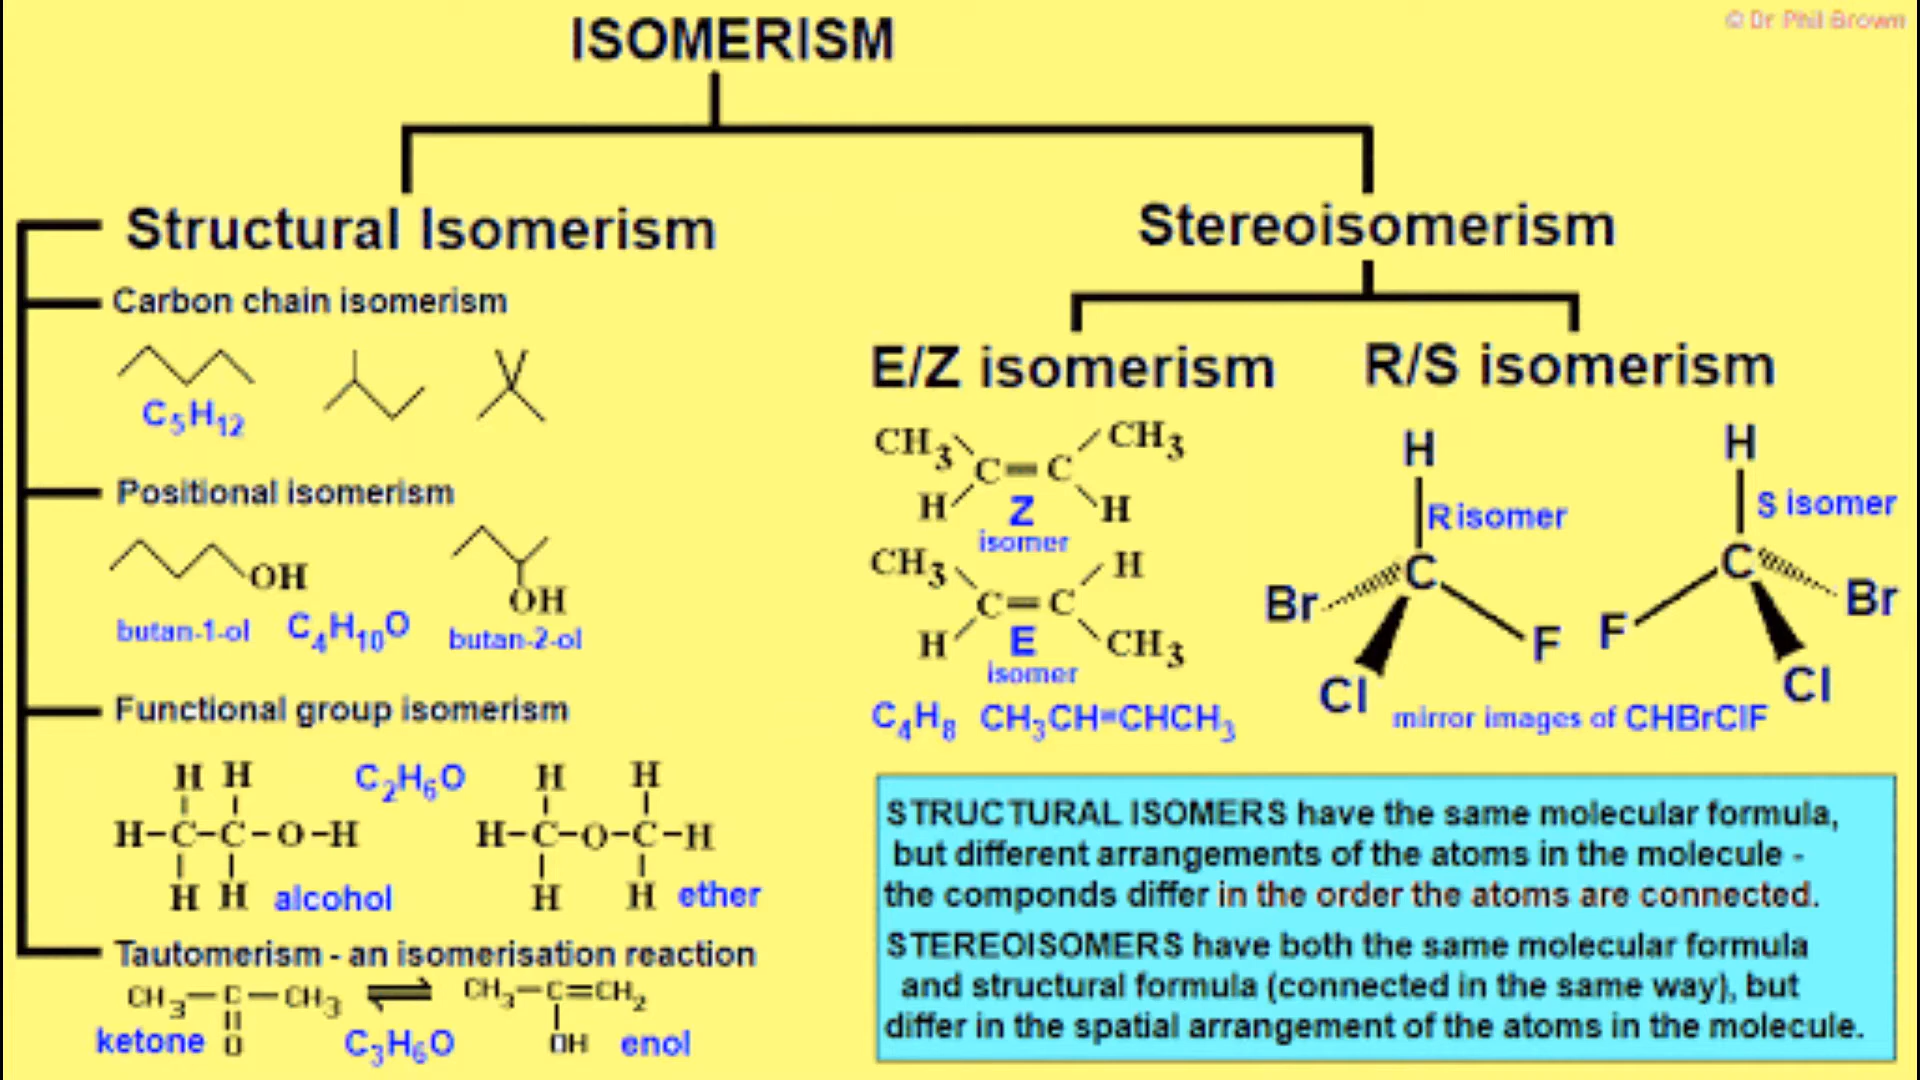 © Dr Phil Brown
ISOMERISM
Structural Isomerism
Carbon chain isomerism
C5H12
Positional isomerism
OH
OH
butan-1-ol C4H10O butan-2-ol
Functional group isomerism
H H C2H6O H H
H-C-C-O-H H-C-O-C-H
H H alcohol H H ether
Tautomerism - an isomerisation reaction
CH3-C-CH3 ⇌ CH3-C=CH2
ketone O C3H6O OH enol
Stereoisomerism
E/Z isomerism
CH3 CH3
C=C
H Z H
isomer
CH3 H
C=C
H E CH3
isomer
C4H8 CH3CH=CHCH3
R/S isomerism
H H
R isomer S isomer
C C
Br F F Br
Cl Cl
mirror images of CHBrClF
STRUCTURAL ISOMERS have the same molecular formula,
but different arrangements of the atoms in the molecule -
the componds differ in the order the atoms are connected.
STEREOISOMERS have both the same molecular formula
and structural formula (connected in the same way), but
differ in the spatial arrangement of the atoms in the molecule.